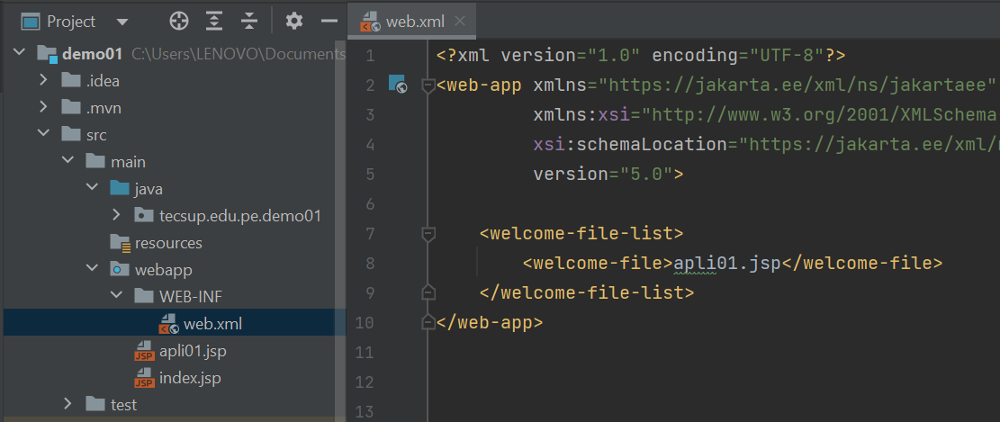 Project
demo01 C:\Users\LENOVO\Documents
.idea
.mvn
src
main
java
tecsup.edu.pe.demo01
resources
webapp
WEB-INF
web.xml
JSP apli01.jsp
JSP index.jsp
test
web.xml
1 <?xml version="1.0" encoding="UTF-8"?>
2 <web-app xmlns="https://jakarta.ee/xml/ns/jakartaee"
3 xmlns:xsi="http://www.w3.org/2001/XMLSchema
4 xsi:schemaLocation="https://jakarta.ee/xml/
5 version="5.0">
6
7 <welcome-file-list>
8 <welcome-file>apli01.jsp</welcome-file>
9 </welcome-file-list>
10 </web-app>
11
12
13